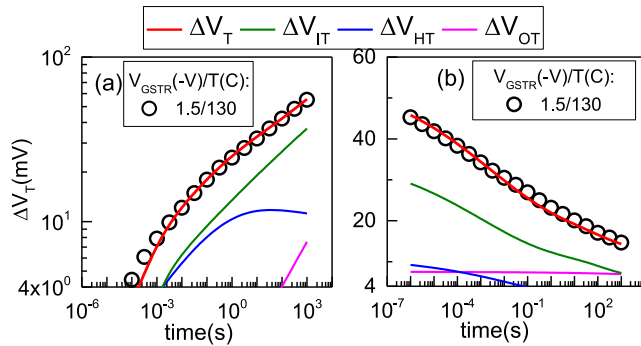 ΔV_T ΔV_IT ΔV_HT ΔV_OT
(a)
V_GSTR(-V)/T(C):
1.5/130
(b)
V_GSTR(-V)/T(C):
1.5/130
ΔV_T(mV)
10^2
10^1
4x10^0
10^-6 10^-3 10^0 10^3
time(s)
60
40
20
4
10^-6 10^-4 10^-1 10^2
time(s)